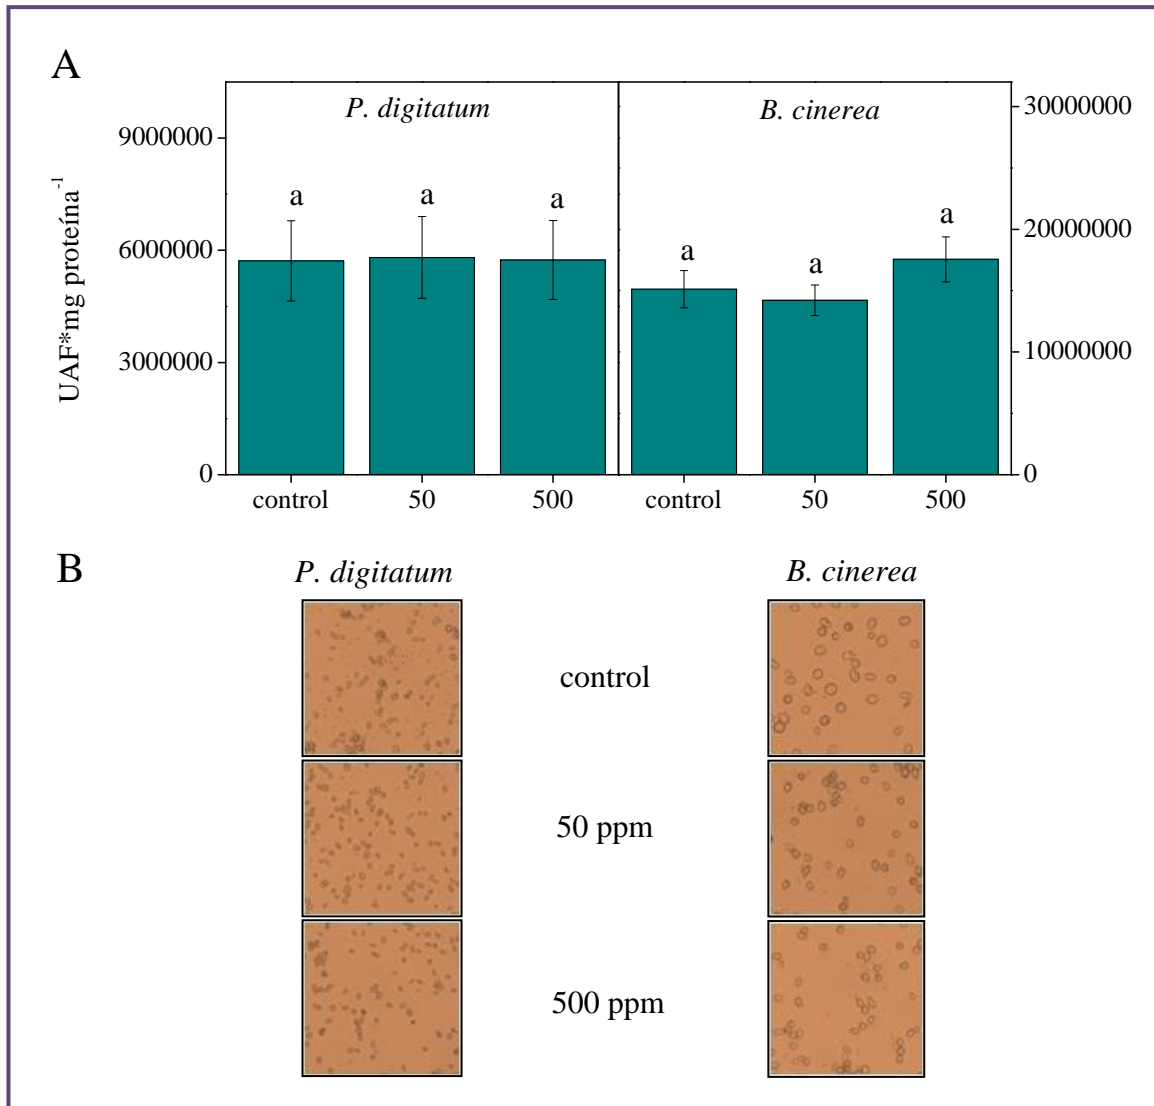 A
P. digitatum
B. cinerea
UAF*mg proteína-1
9000000
6000000
3000000
0
30000000
20000000
10000000
0
a
a
a
a
a
a
control
50
500
control
50
500
B
P. digitatum
B. cinerea
control
50 ppm
500 ppm